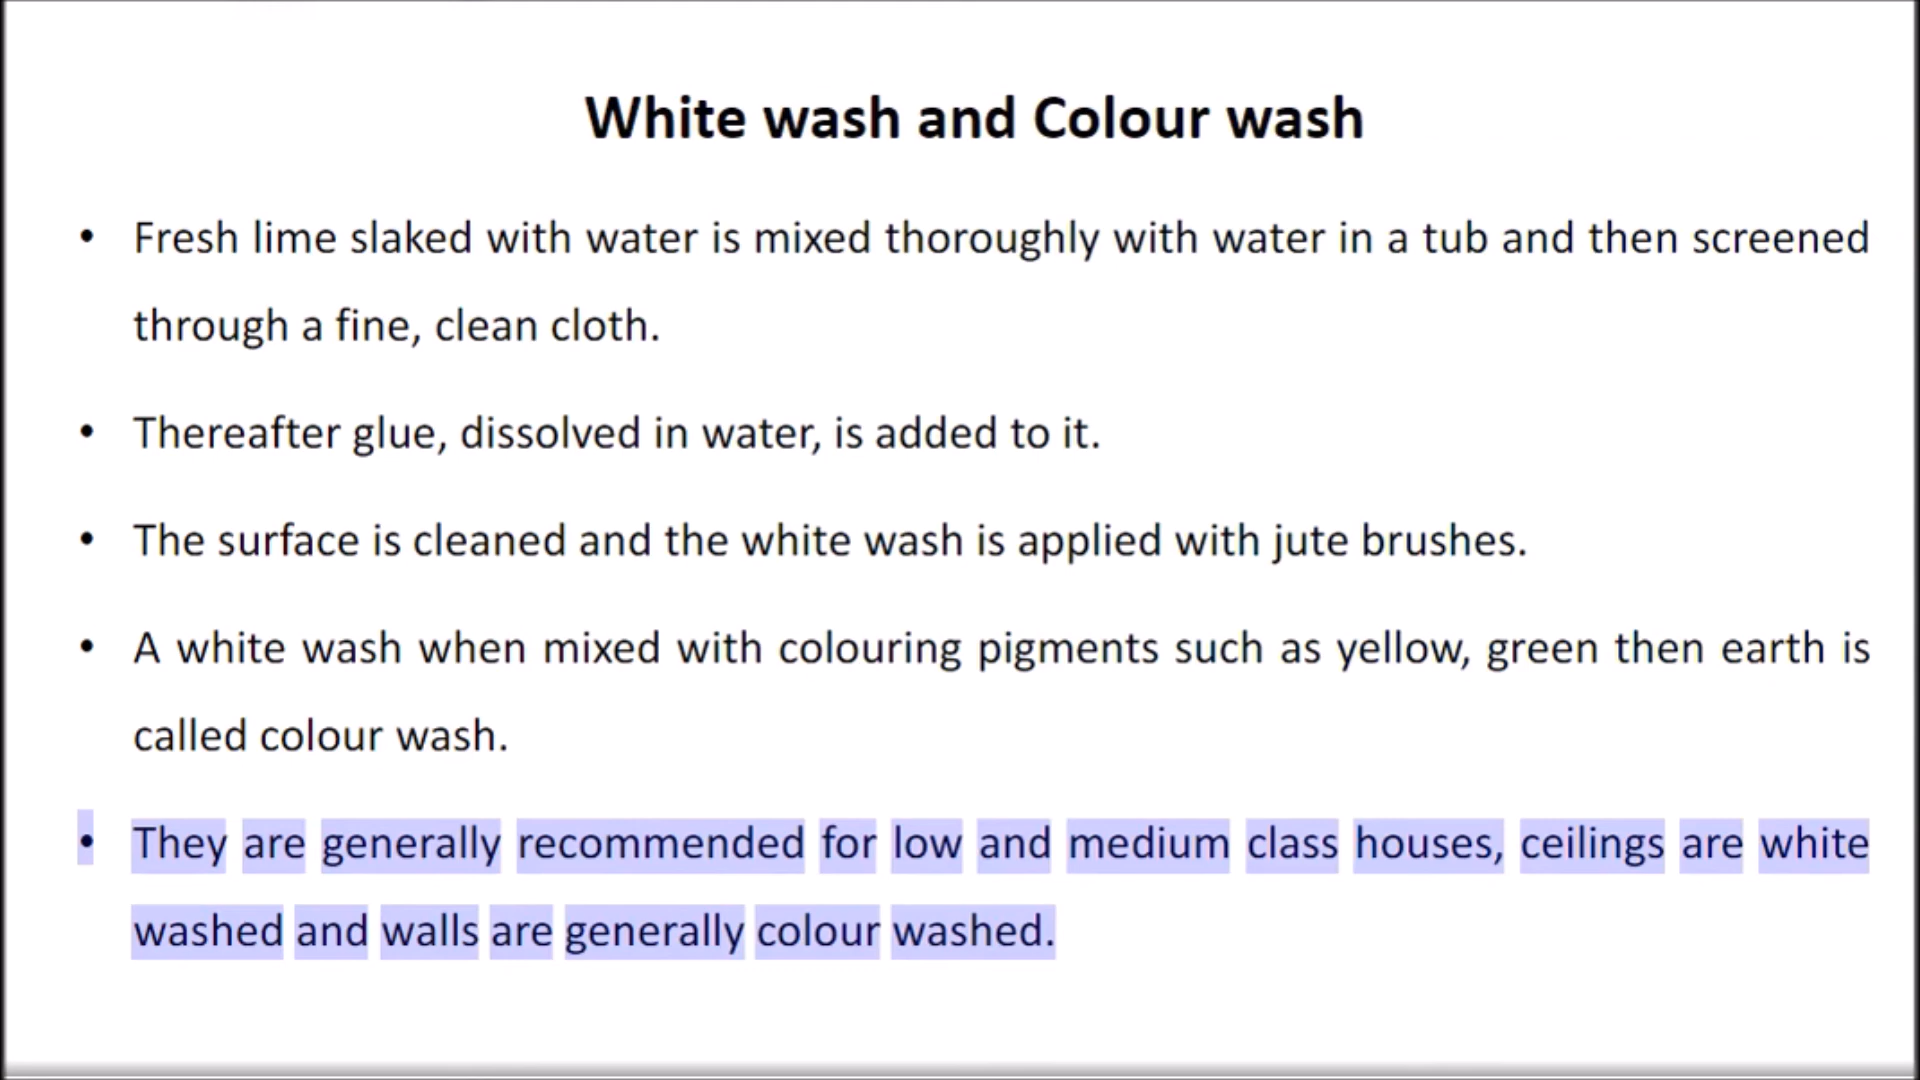 White wash and Colour wash
• Fresh lime slaked with water is mixed thoroughly with water in a tub and then screened
through a fine, clean cloth.
• Thereafter glue, dissolved in water, is added to it.
• The surface is cleaned and the white wash is applied with jute brushes.
• A white wash when mixed with colouring pigments such as yellow, green then earth is
called colour wash.
• They are generally recommended for low and medium class houses, ceilings are white
washed and walls are generally colour washed.